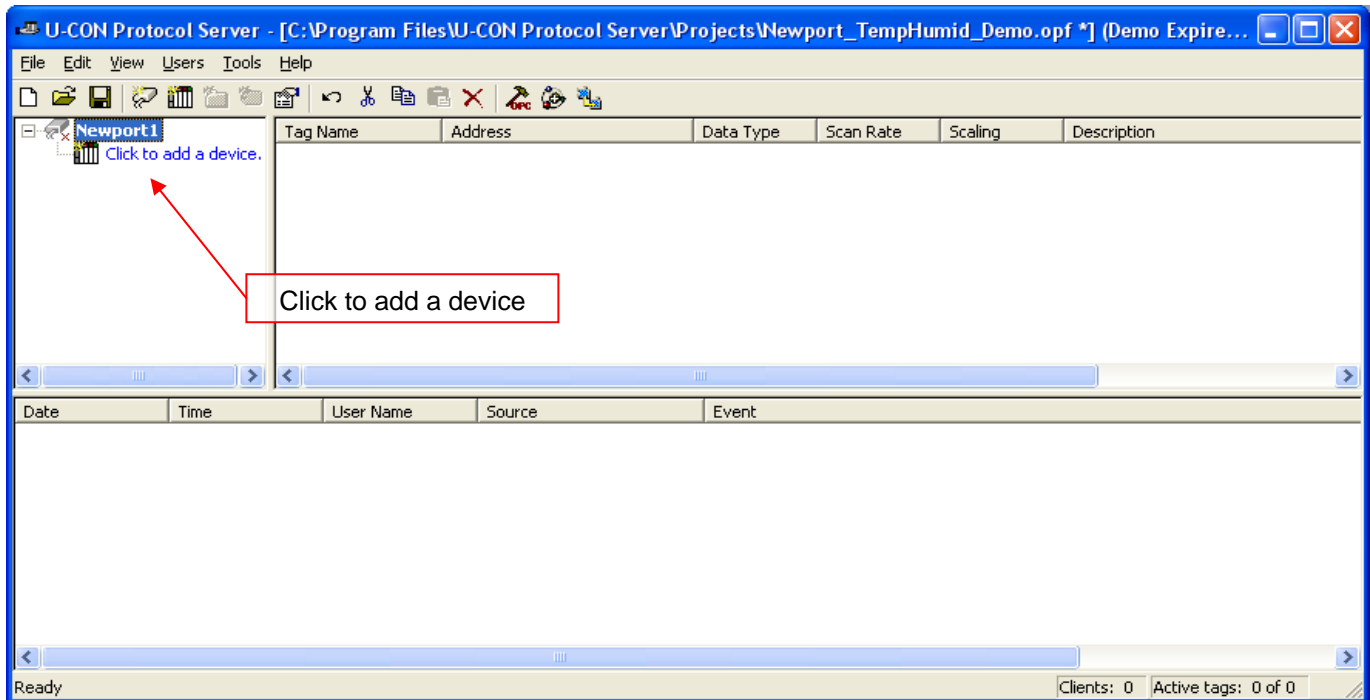 U-CON Protocol Server - [C:\Program Files\U-CON Protocol Server\Projects\Newport_TempHumid_Demo.opf *] (Demo Expire...
File Edit View Users Tools Help
OPC
Newport1
Click to add a device.
Tag Name Address Data Type Scan Rate Scaling Description
Click to add a device
Date Time User Name Source Event
Ready Clients: 0 Active tags: 0 of 0